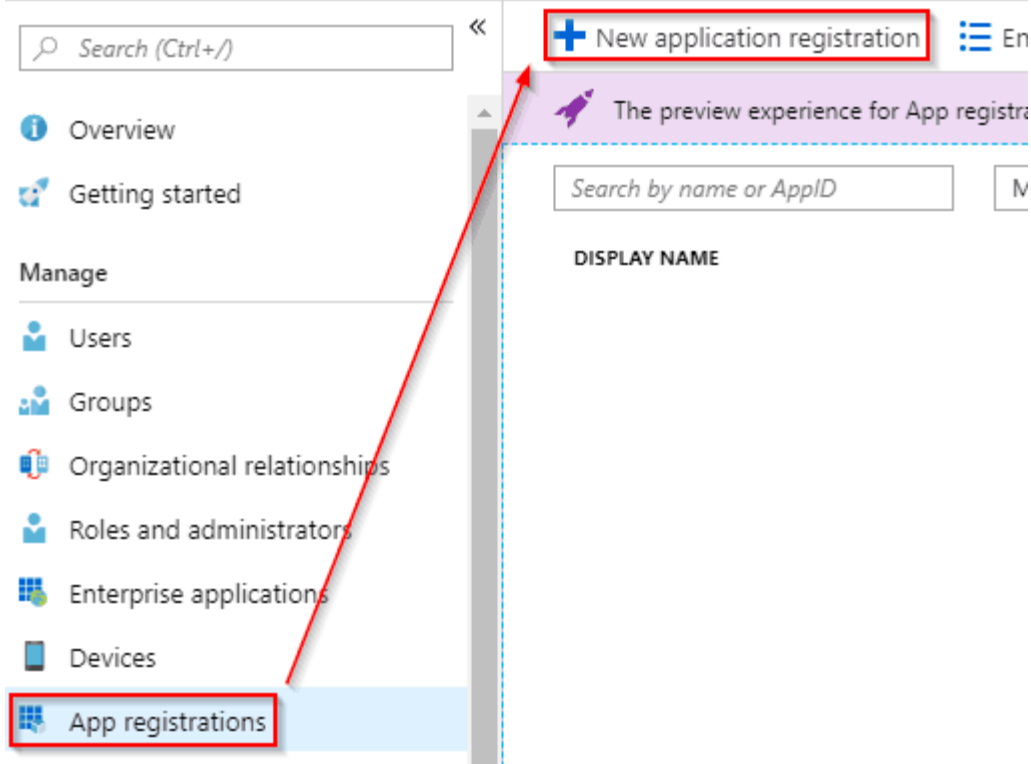 Search (Ctrl+/)
«
Overview
Getting started
Manage
Users
Groups
Organizational relationships
Roles and administrators
Enterprise applications
Devices
App registrations
New application registration
The preview experience for App
Search by name or AppID
DISPLAY NAME